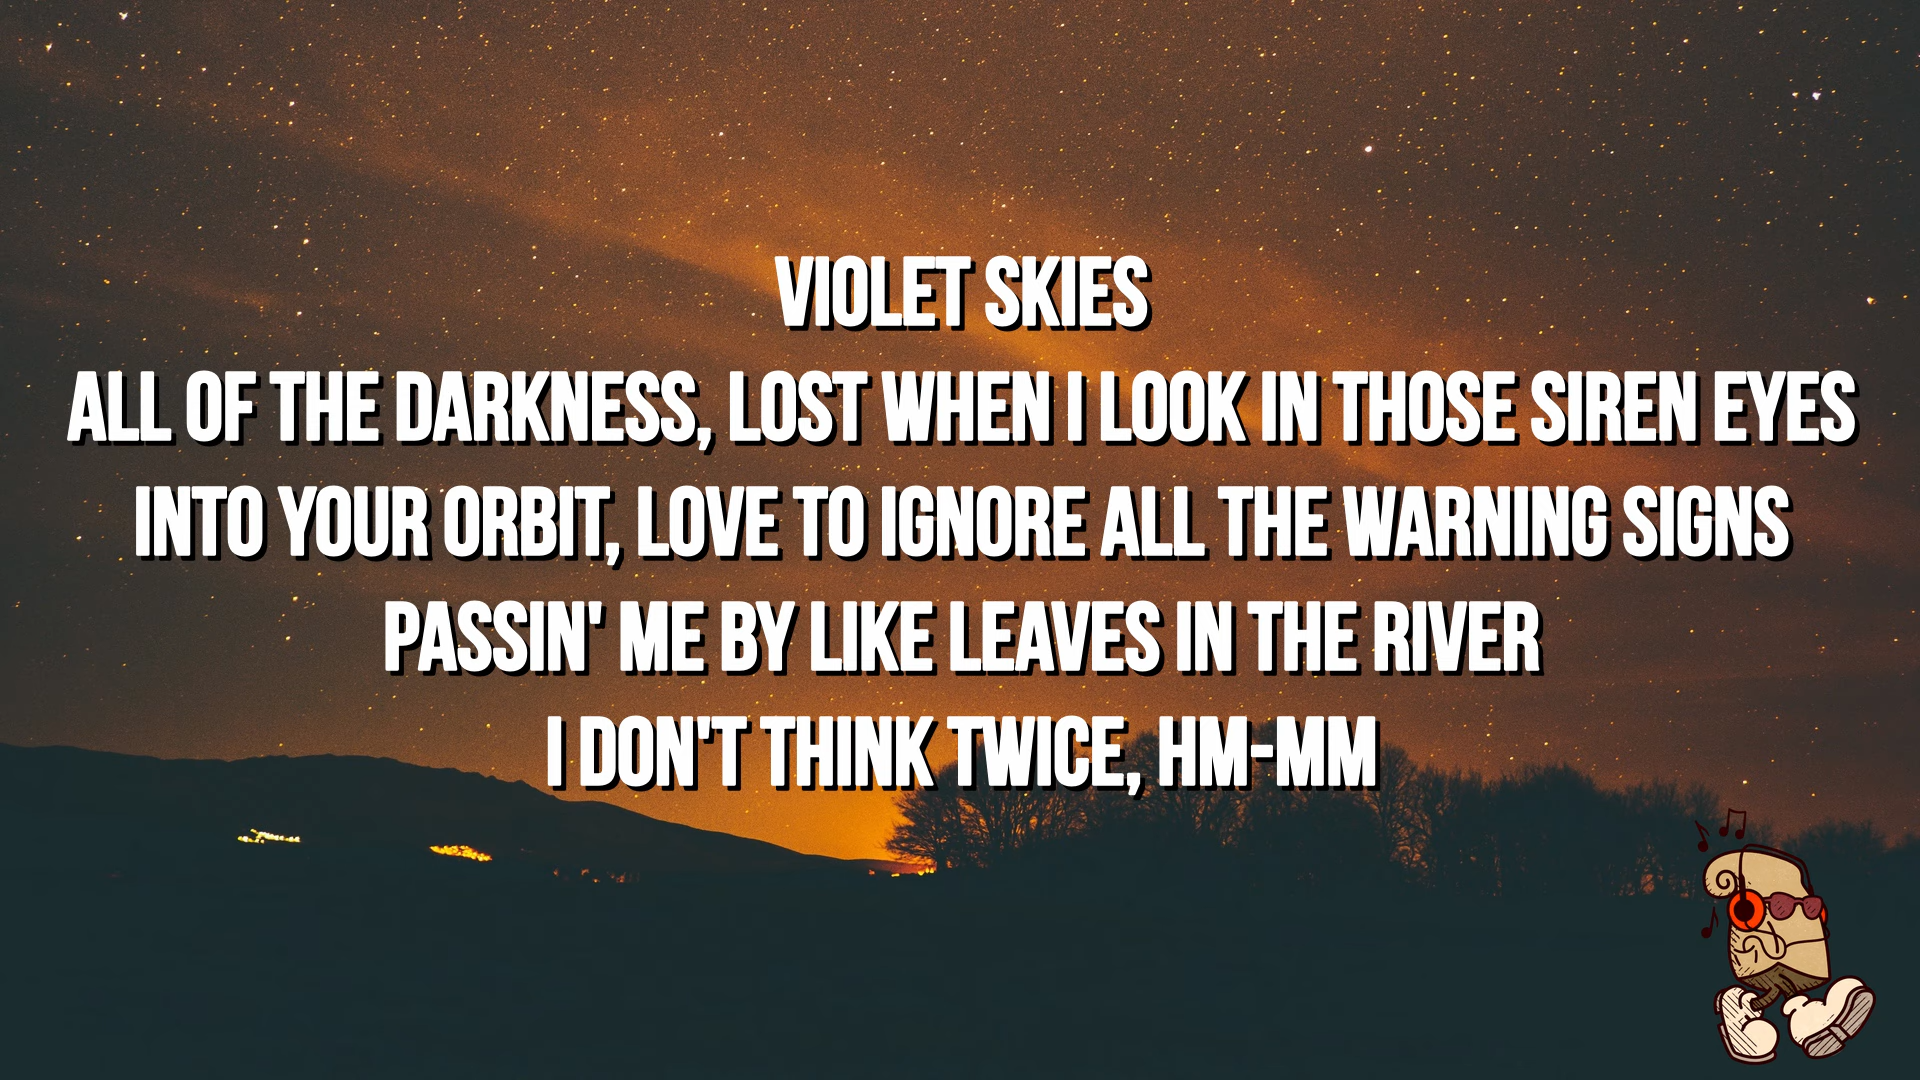 VIOLET SKIES
ALL OF THE DARKNESS, LOST WHEN I LOOK IN THOSE SIREN EYES
INTO YOUR ORBIT, LOVE TO IGNORE ALL THE WARNING SIGNS
PASSIN' ME BY LIKE LEAVES IN THE RIVER
I DON'T THINK TWICE, HM-MM